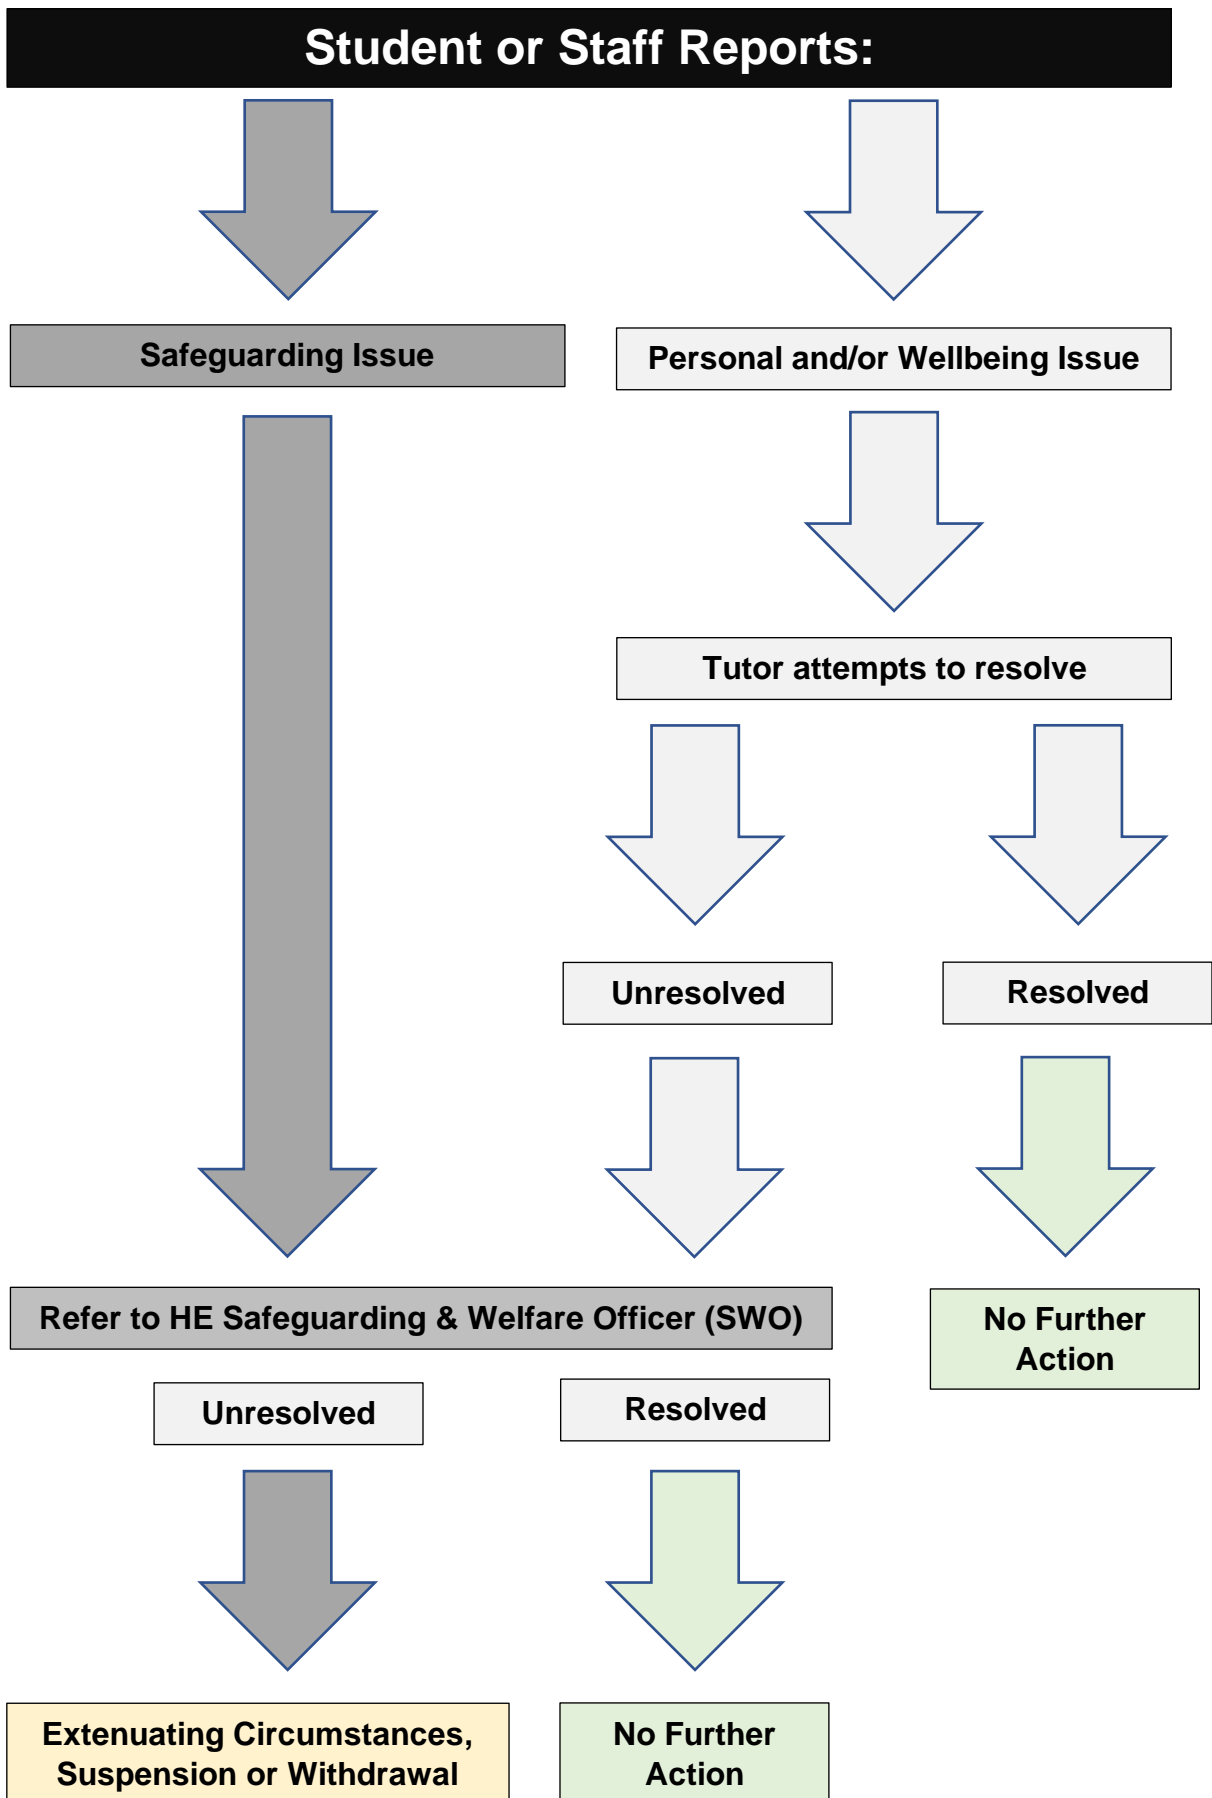 Student or Staff Reports:
Safeguarding Issue
Personal and/or Wellbeing Issue
Tutor attempts to resolve
Unresolved
Resolved
Refer to HE Safeguarding & Welfare Officer (SWO)
No Further
Action
Unresolved
Resolved
Extenuating Circumstances,
Suspension or Withdrawal
No Further
Action